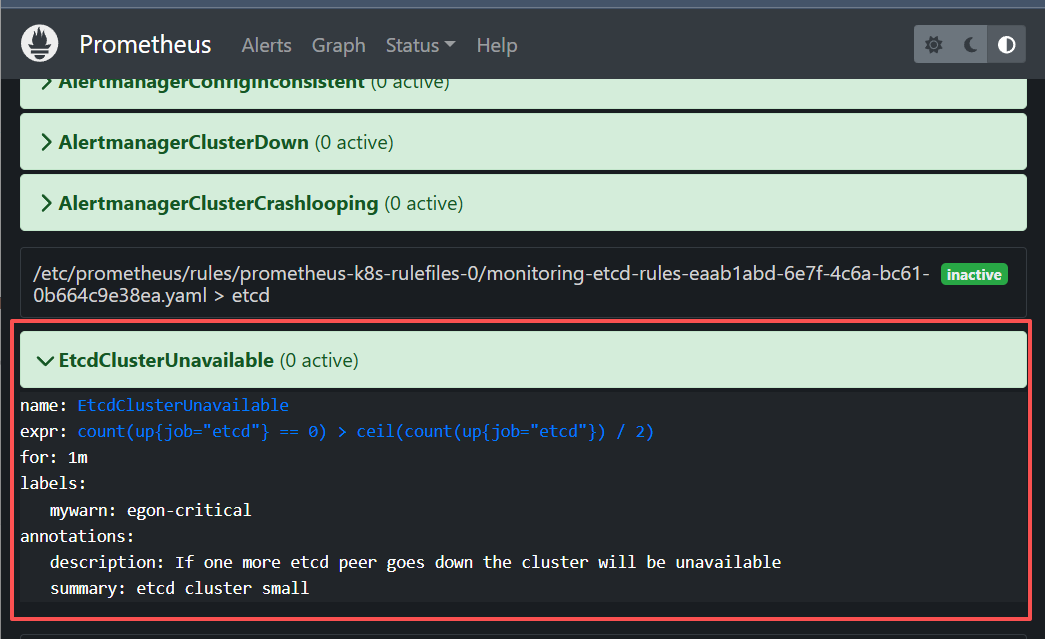 Prometheus Alerts Graph Status Help
AlertmanagerConfigInconsistent (0 active)
AlertmanagerClusterDown (0 active)
AlertmanagerClusterCrashlooping (0 active)
/etc/prometheus/rules/prometheus-k8s-rulefiles-0/monitoring-etcd-rules-eaab1abd-6e7f-4c6a-bc61- inactive
0b664c9e38ea.yaml > etcd
EtcdClusterUnavailable (0 active)
name: EtcdClusterUnavailable
expr: count(up{job="etcd"} == 0) > ceil(count(up{job="etcd"}) / 2)
for: 1m
labels:
mywarn: egon-critical
annotations:
description: If one more etcd peer goes down the cluster will be unavailable
summary: etcd cluster small